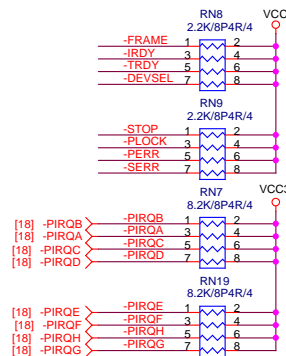 RN8 VCC
2.2K/8P4R/4
-FRAME 1 2
-IRDY 3 4
-TRDY 5 6
-DEVSEL 7 8
RN9
2.2K/8P4R/4
-STOP 1 2
-PLOCK 3 4
-PERR 5 6
-SERR 7 8
RN7 VCC3
8.2K/8P4R/4
[18] -PIRQB -PIRQB 1 2
[18] -PIRQA -PIRQA 3 4
[18] -PIRQC -PIRQC 5 6
[18] -PIRQD -PIRQD 7 8
RN19
8.2K/8P4R/4
[18] -PIRQE -PIRQE 1 2
[18] -PIRQF -PIRQF 3 4
[18] -PIRQH -PIRQH 5 6
[18] -PIRQG -PIRQG 7 8